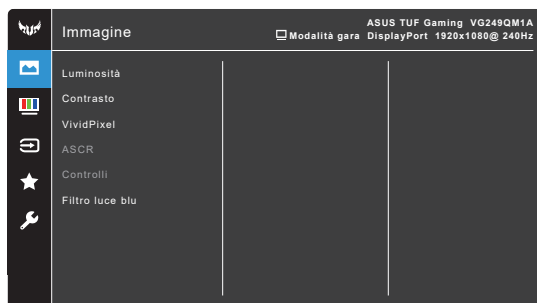 Immagine
ASUS TUF Gaming VG249QM1A
Modalità gara DisplayPort 1920x1080@ 240Hz
Luminosità
Contrasto
VividPixel
ASCR
Controlli
Filtro luce blu